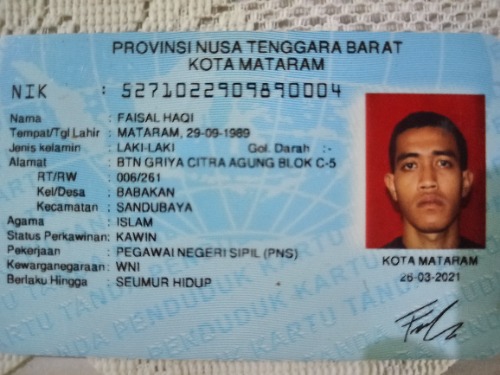 PROVINSI NUSA TENGGARA BARAT
KOTA MATARAM
NIK : 5271022909890004
Nama : FAISAL HAQI
Tempat/Tgl Lahir : MATARAM, 29-09-1989
Jenis kelamin : LAKI-LAKI Gol. Darah :-
Alamat : BTN GRIYA CITRA AGUNG BLOK C-5
RT/RW : 006/261
Kel/Desa : BABAKAN
Kecamatan : SANDUBAYA
Agama : ISLAM
Status Perkawinan: KAWIN
Pekerjaan : PEGAWAI NEGERI SIPIL (PNS)
Kewarganegaraan: WNI
Berlaku Hingga : SEUMUR HIDUP
KOTA MATARAM
26-03-2021
KARTU TANDA PENDUDUK